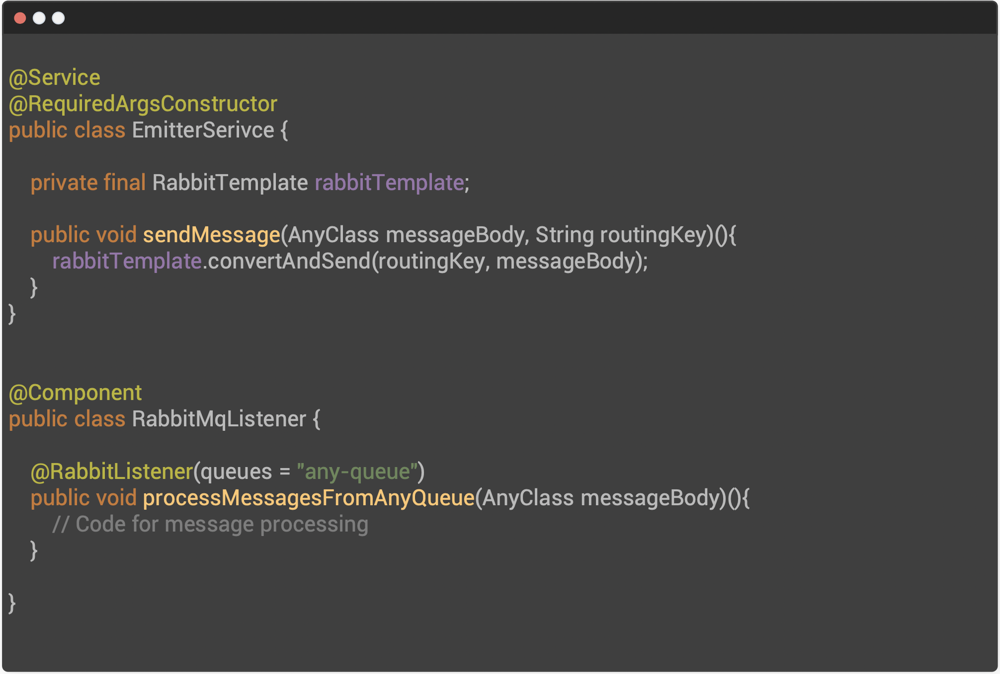 @Service
@RequiredArgsConstructor
public class EmitterSerivce {
private final RabbitTemplate rabbitTemplate;
public void sendMessage(AnyClass messageBody, String routingKey)(){
rabbitTemplate.convertAndSend(routingKey, messageBody);
}
}
@Component
public class RabbitMqListener {
@RabbitListener(queues = "any-queue")
public void processMessagesFromAnyQueue(AnyClass messageBody)(){
// Code for message processing
}
}